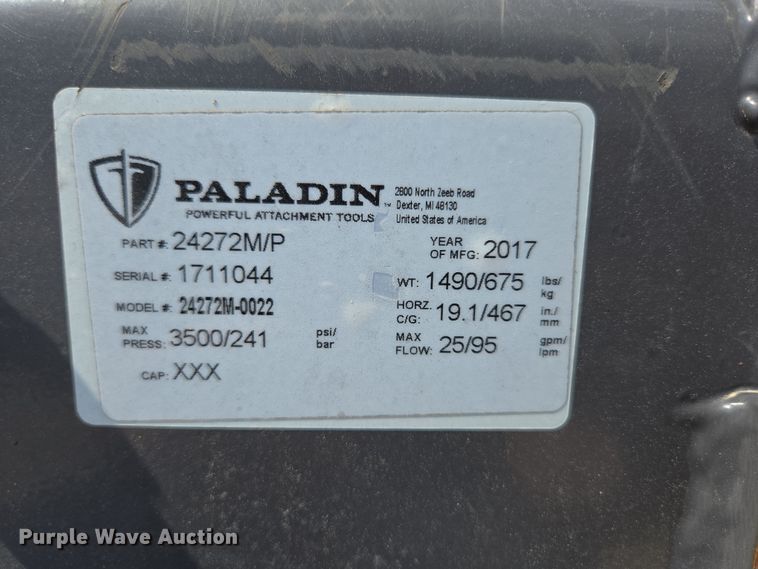 PALADIN™
POWERFUL ATTACHMENT TOOLS
2800 North Zeeb Road
Dexter, MI 48130
United States of America
PART #: 24272M/P
YEAR OF MFG: 2017
SERIAL #: 1711044
WT: 1490/675 lbs/ kg
MODEL #: 24272M-0022
HORZ. C/G: 19.1/467 in./ mm
MAX PRESS: 3500/241 psi/ bar
MAX FLOW: 25/95 gpm/ lpm
CAP: XXX
Purple Wave Auction